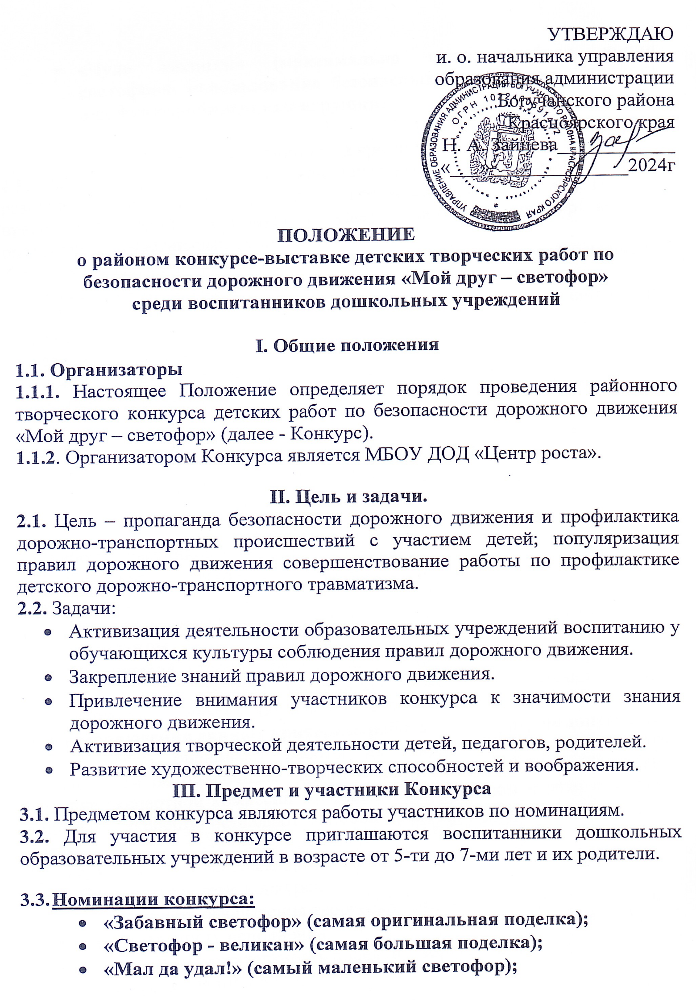 УТВЕРЖДАЮ
и. о. начальника управления
образования администрации
Богучанского района
Красноярского края
Н. А. Зайцева
« » 2024г
УПРАВЛЕНИЕ ОБРАЗОВАНИЯ АДМИНИСТРАЦИИ БОГУЧАНСКОГО РАЙОНА КРАСНОЯРСКОГО КРАЯ
ОГРН
ПОЛОЖЕНИЕ
о районом конкурсе-выставке детских творческих работ по
безопасности дорожного движения «Мой друг – светофор»
среди воспитанников дошкольных учреждений
I. Общие положения
1.1. Организаторы
1.1.1. Настоящее Положение определяет порядок проведения районного
творческого конкурса детских работ по безопасности дорожного движения
«Мой друг – светофор» (далее - Конкурс).
1.1.2. Организатором Конкурса является МБОУ ДОД «Центр роста».
II. Цель и задачи.
2.1. Цель – пропаганда безопасности дорожного движения и профилактика
дорожно-транспортных происшествий с участием детей; популяризация
правил дорожного движения совершенствование работы по профилактике
детского дорожно-транспортного травматизма.
2.2. Задачи:
• Активизация деятельности образовательных учреждений воспитанию у
обучающихся культуры соблюдения правил дорожного движения.
• Закрепление знаний правил дорожного движения.
• Привлечение внимания участников конкурса к значимости знания
дорожного движения.
• Активизация творческой деятельности детей, педагогов, родителей.
• Развитие художественно-творческих способностей и воображения.
III. Предмет и участники Конкурса
3.1. Предметом конкурса являются работы участников по номинациям.
3.2. Для участия в конкурсе приглашаются воспитанники дошкольных
образовательных учреждений в возрасте от 5-ти до 7-ми лет и их родители.
3.3. Номинации конкурса:
• «Забавный светофор» (самая оригинальная поделка);
• «Светофор - великан» (самая большая поделка);
• «Мал да удал!» (самый маленький светофор);